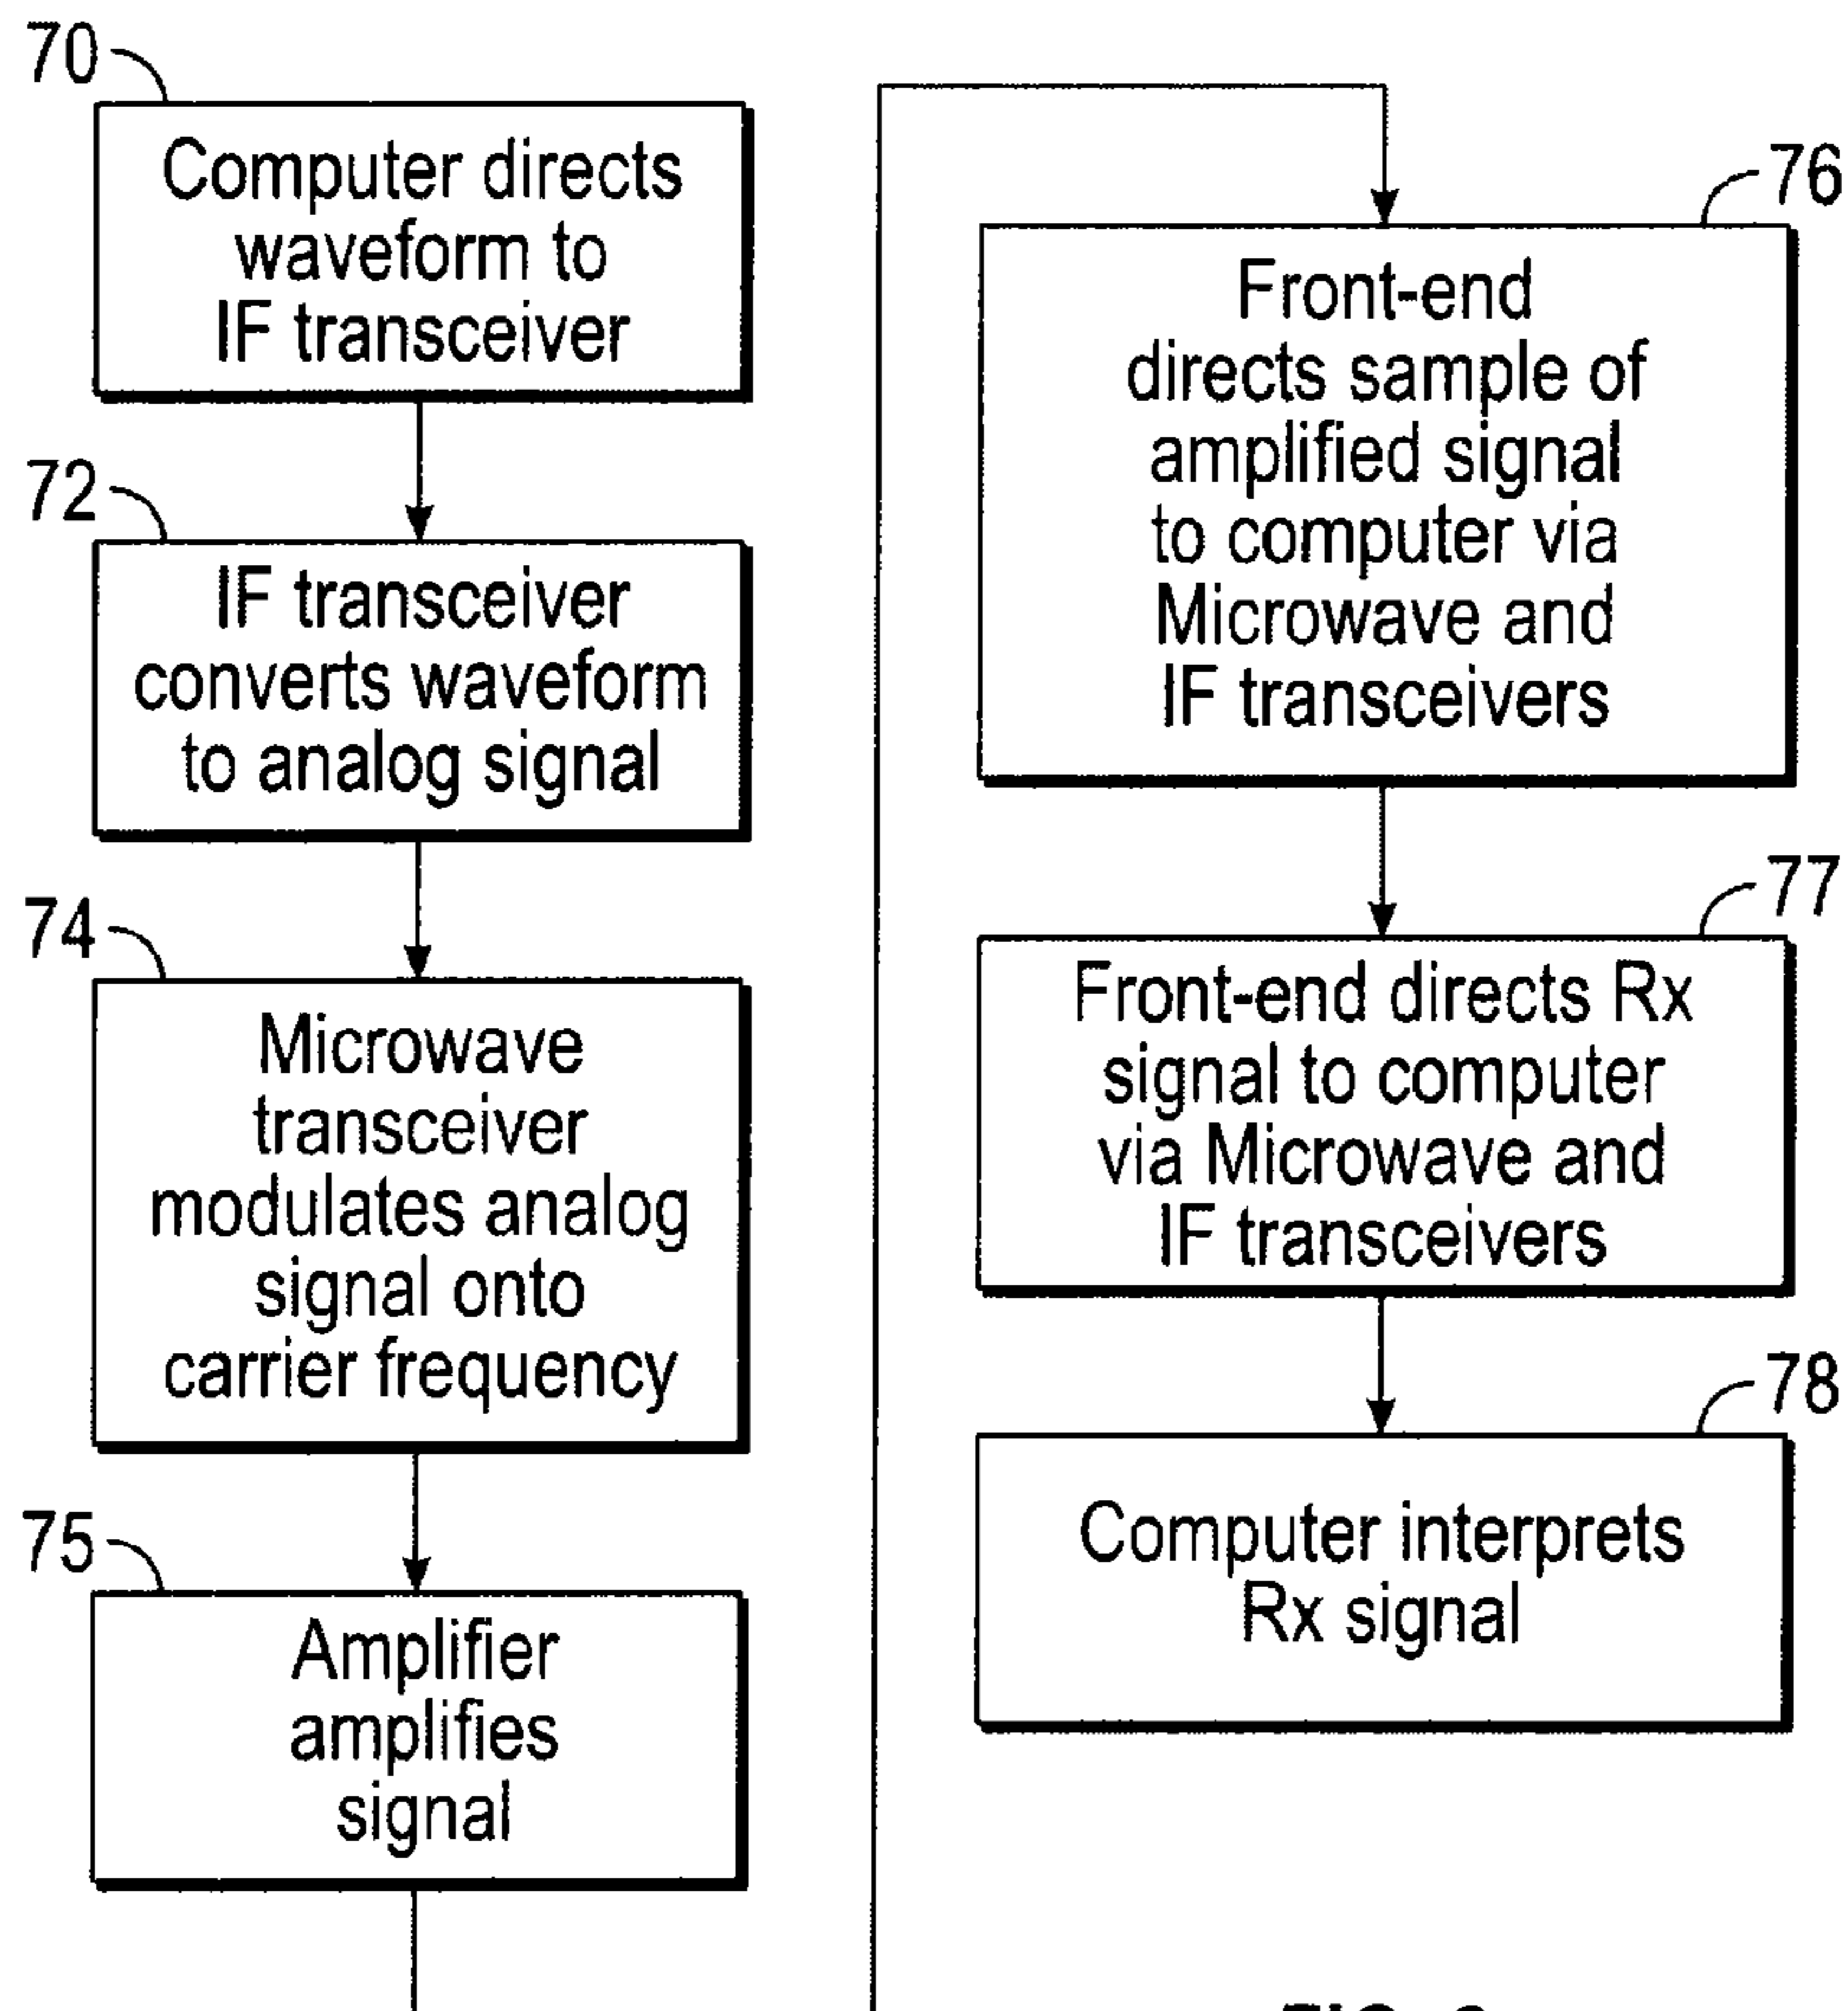 70
Computer directs
waveform to
IF transceiver
72
IF transceiver
converts waveform
to analog signal
74
Microwave
transceiver
modulates analog
signal onto
carrier frequency
75
Amplifier
amplifies
signal
76
Front-end
directs sample of
amplified signal
to computer via
Microwave and
IF transceivers
77
Front-end directs Rx
signal to computer
via Microwave and
IF transceivers
78
Computer interprets
Rx signal